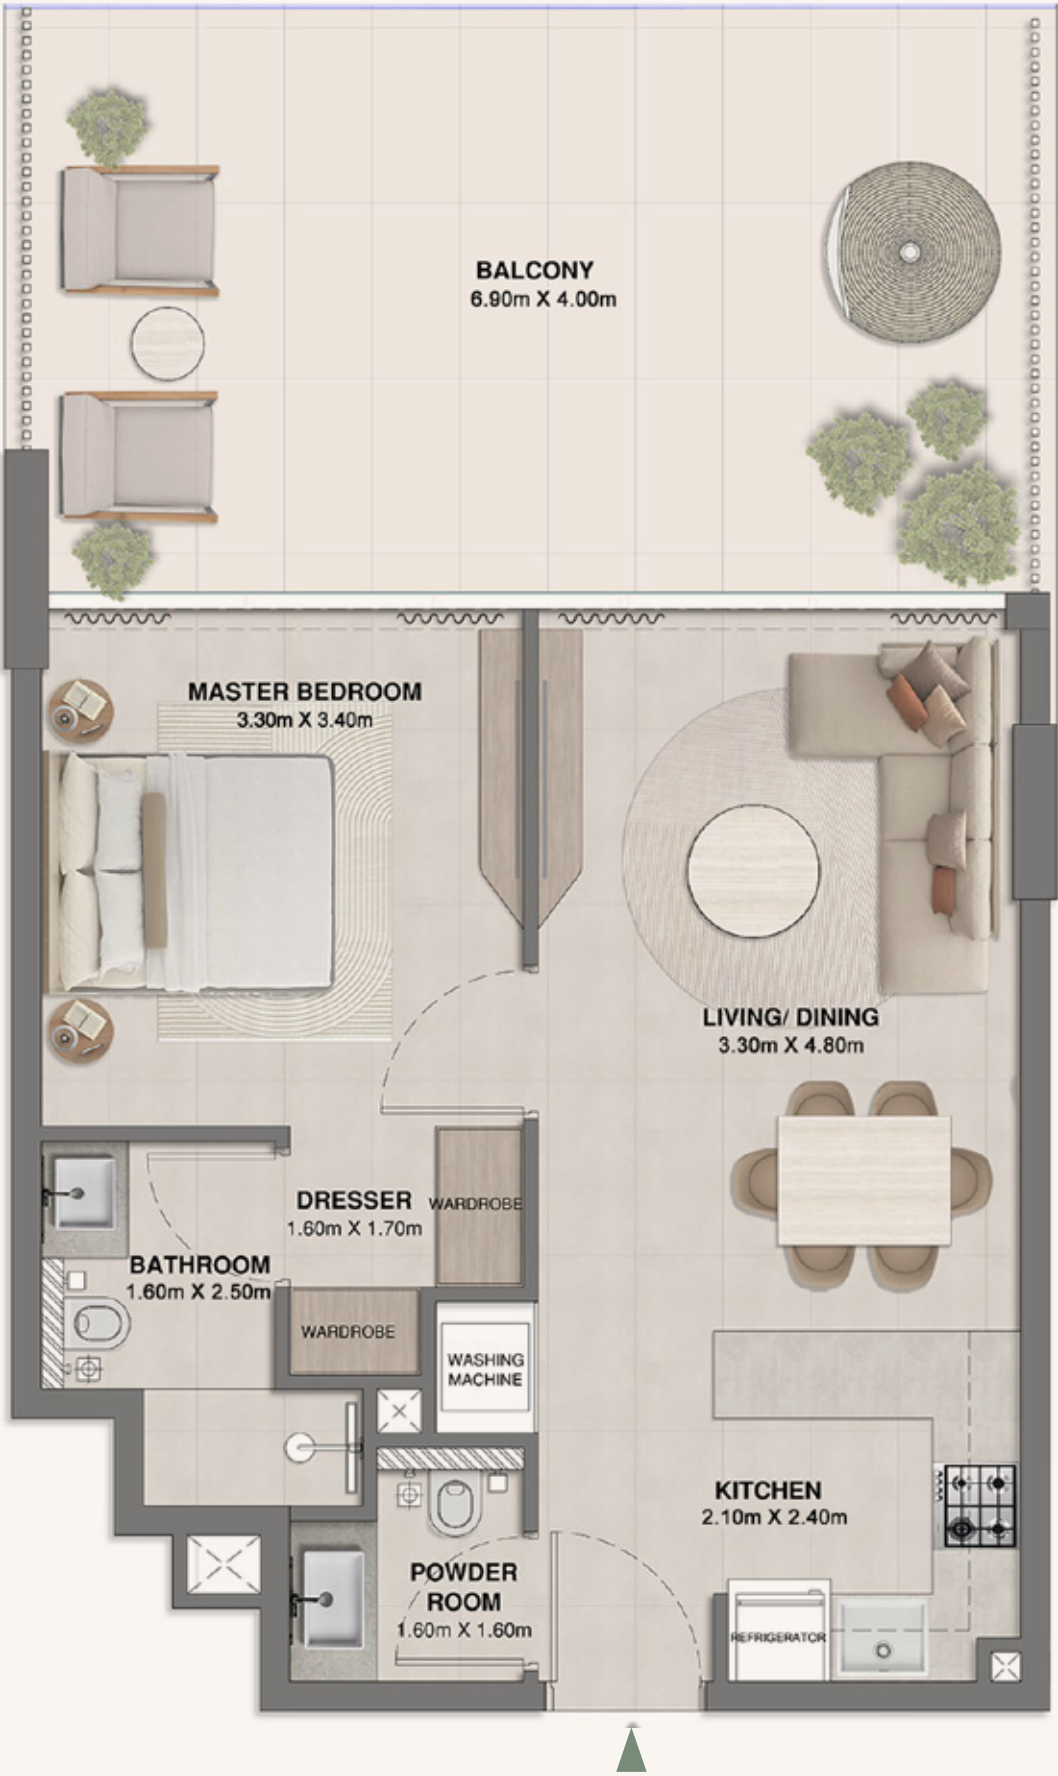 BALCONY
6.90m X 4.00m
MASTER BEDROOM
3.30m X 3.40m
LIVING/ DINING
3.30m X 4.80m
DRESSER
1.60m X 1.70m
WARDROBE
BATHROOM
1.60m X 2.50m
WARDROBE
WASHING
MACHINE
KITCHEN
2.10m X 2.40m
POWDER
ROOM
1.60m X 1.60m
REFRIGERATOR